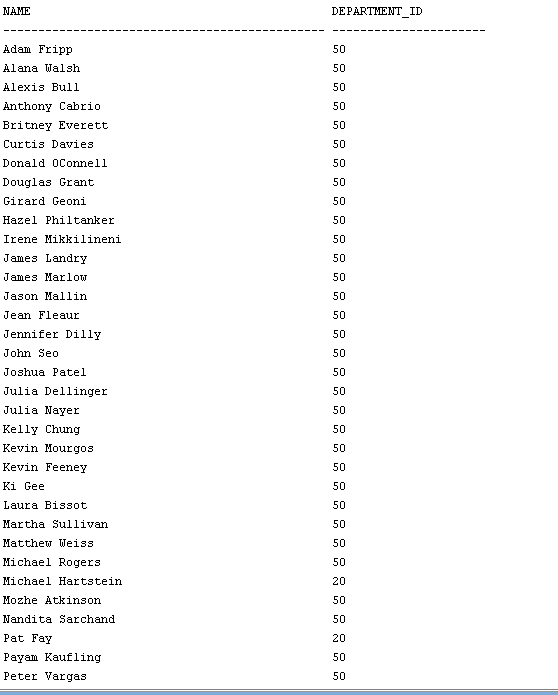 NAME DEPARTMENT_ID
---------------------------------------------- ----------------------
Adam Fripp 50
Alana Walsh 50
Alexis Bull 50
Anthony Cabrio 50
Britney Everett 50
Curtis Davies 50
Donald OConnell 50
Douglas Grant 50
Girard Geoni 50
Hazel Philtanker 50
Irene Mikkilineni 50
James Landry 50
James Marlow 50
Jason Mallin 50
Jean Fleaur 50
Jennifer Dilly 50
John Seo 50
Joshua Patel 50
Julia Dellinger 50
Julia Nayer 50
Kelly Chung 50
Kevin Mourgos 50
Kevin Feeney 50
Ki Gee 50
Laura Bissot 50
Martha Sullivan 50
Matthew Weiss 50
Michael Rogers 50
Michael Hartstein 20
Mozhe Atkinson 50
Nandita Sarchand 50
Pat Fay 20
Payam Kaufling 50
Peter Vargas 50